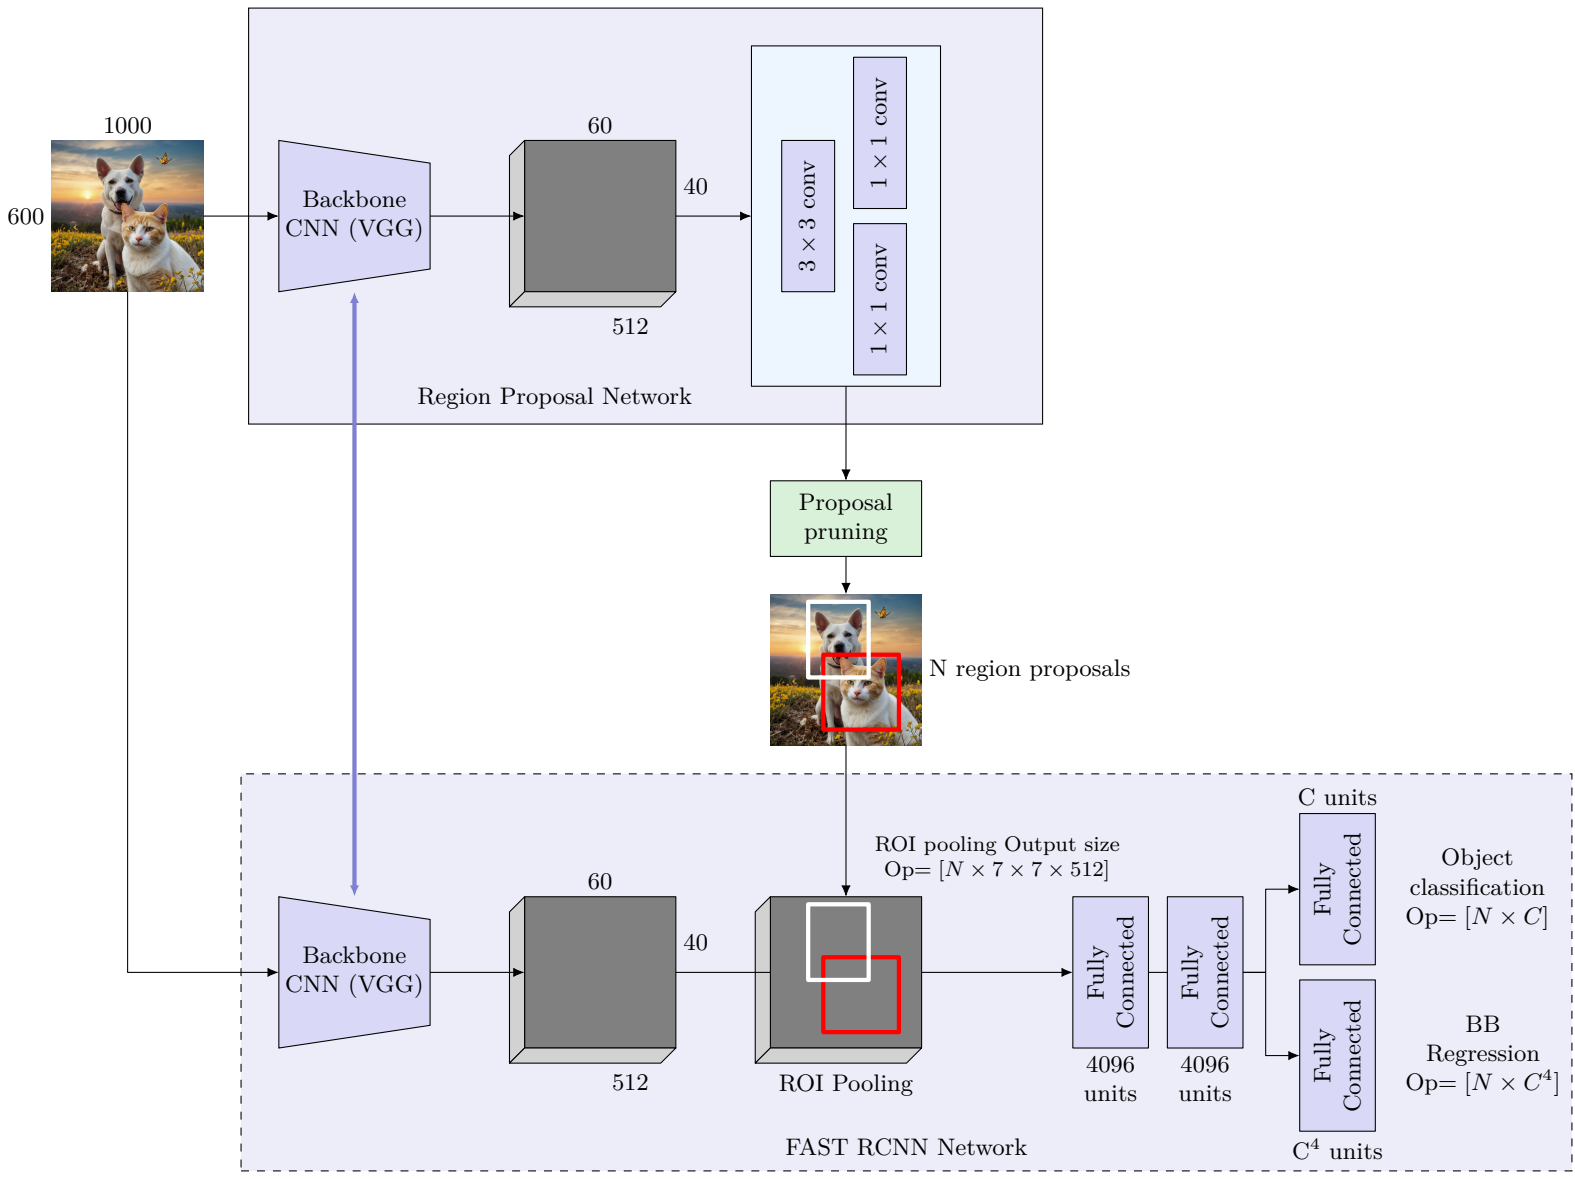 1000
600
Backbone
CNN (VGG)
60
40
512
3 × 3 conv
1 × 1 conv
1 × 1 conv
Region Proposal Network
Proposal
pruning
N region proposals
ROI pooling Output size
Op= [N × 7 × 7 × 512]
Backbone
CNN (VGG)
60
40
512
ROI Pooling
Fully
Connected
4096
units
Fully
Connected
4096
units
C units
Fully
Connected
Object
classification
Op= [N × C]
Fully
Connected
C⁴ units
BB
Regression
Op= [N × C⁴]
FAST RCNN Network